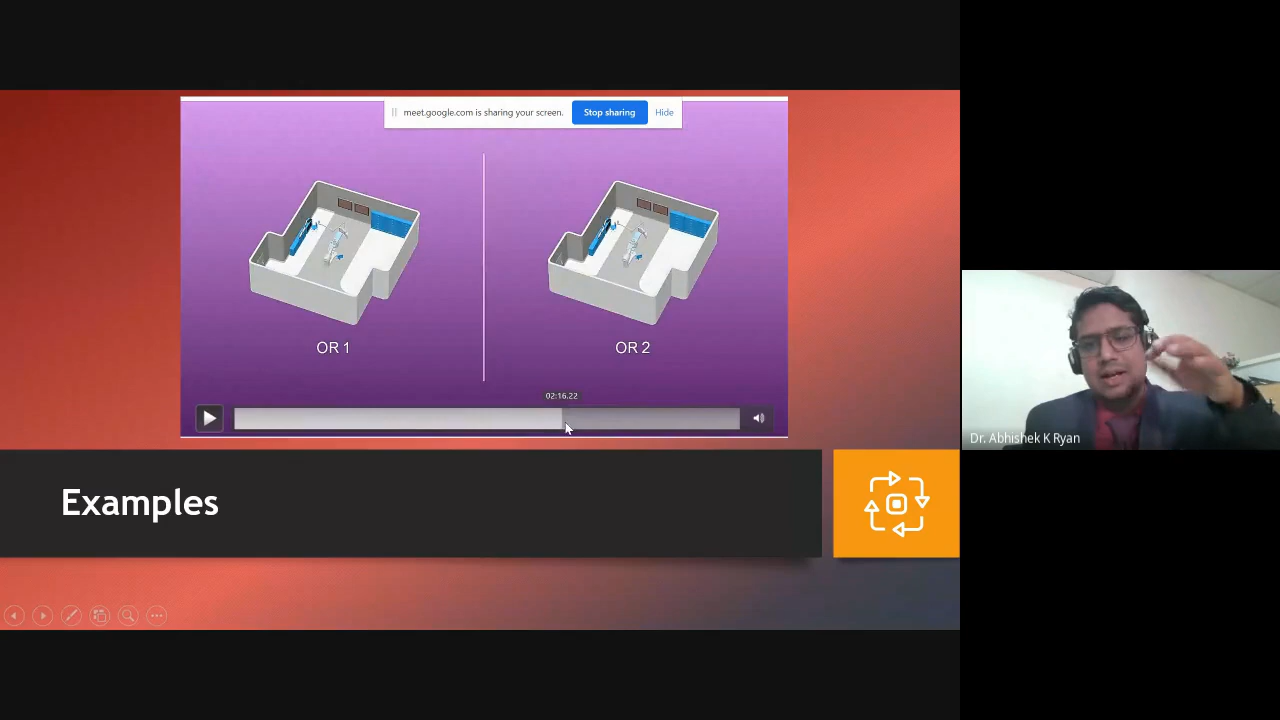 meet.google.com is sharing your screen. Stop sharing Hide
OR 1 OR 2
02:16.22
Examples
Dr. Abhishek K Ryan